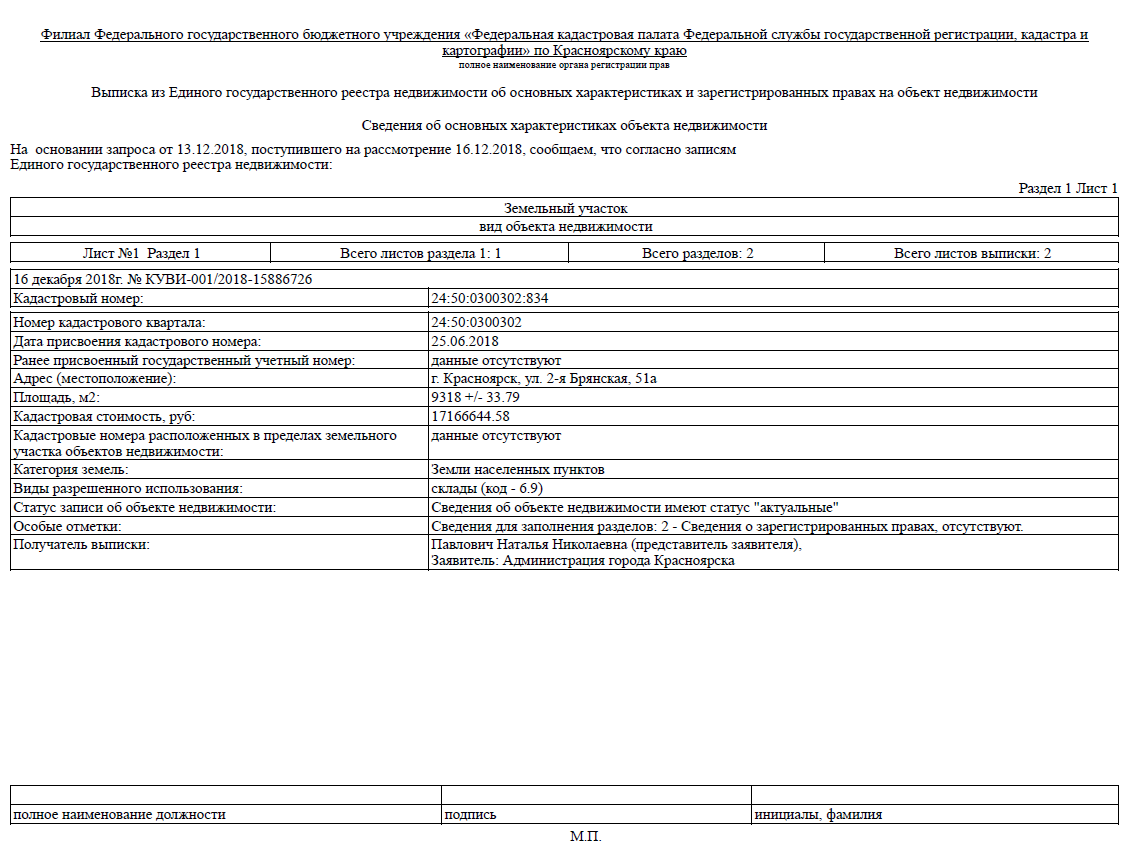 Филиал Федерального государственного бюджетного учреждения «Федеральная кадастровая палата Федеральной службы государственной регистрации, кадастра и
картографии» по Красноярскому краю
полное наименование органа регистрации прав
Выписка из Единого государственного реестра недвижимости об основных характеристиках и зарегистрированных правах на объект недвижимости
Сведения об основных характеристиках объекта недвижимости
На основании запроса от 13.12.2018, поступившего на рассмотрение 16.12.2018, сообщаем, что согласно записям
Единого государственного реестра недвижимости:
Раздел 1 Лист 1
Земельный участок
вид объекта недвижимости
Лист №1 Раздел 1 Всего листов раздела 1: 1 Всего разделов: 2 Всего листов выписки: 2
16 декабря 2018г. № КУВИ-001/2018-15886726
Кадастровый номер: 24:50:0300302:834
Номер кадастрового квартала: 24:50:0300302
Дата присвоения кадастрового номера: 25.06.2018
Ранее присвоенный государственный учетный номер: данные отсутствуют
Адрес (местоположение): г. Красноярск, ул. 2-я Брянская, 51а
Площадь, м2: 9318 +/- 33.79
Кадастровая стоимость, руб: 17166644.58
Кадастровые номера расположенных в пределах земельного данные отсутствуют
участка объектов недвижимости:
Категория земель: Земли населенных пунктов
Виды разрешенного использования: склады (код - 6.9)
Статус записи об объекте недвижимости: Сведения об объекте недвижимости имеют статус "актуальные"
Особые отметки: Сведения для заполнения разделов: 2 - Сведения о зарегистрированных правах, отсутствуют.
Получатель выписки: Павлович Наталья Николаевна (представитель заявителя),
Заявитель: Администрация города Красноярска
полное наименование должности подпись инициалы, фамилия
М.П.